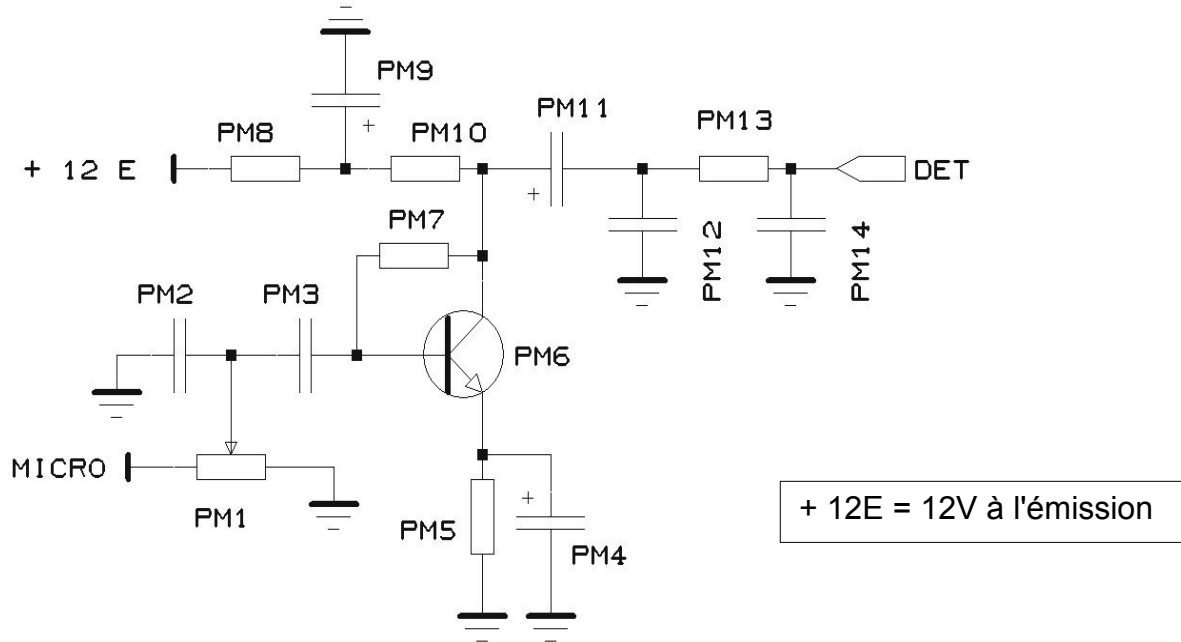 PM9
PM11
PM8
PM10
PM13
+ 12 E
DET
+
+
PM7
PM12
PM14
PM2
PM3
PM6
MICRO
PM1
+
PM5
PM4
+ 12E = 12V à l'émission